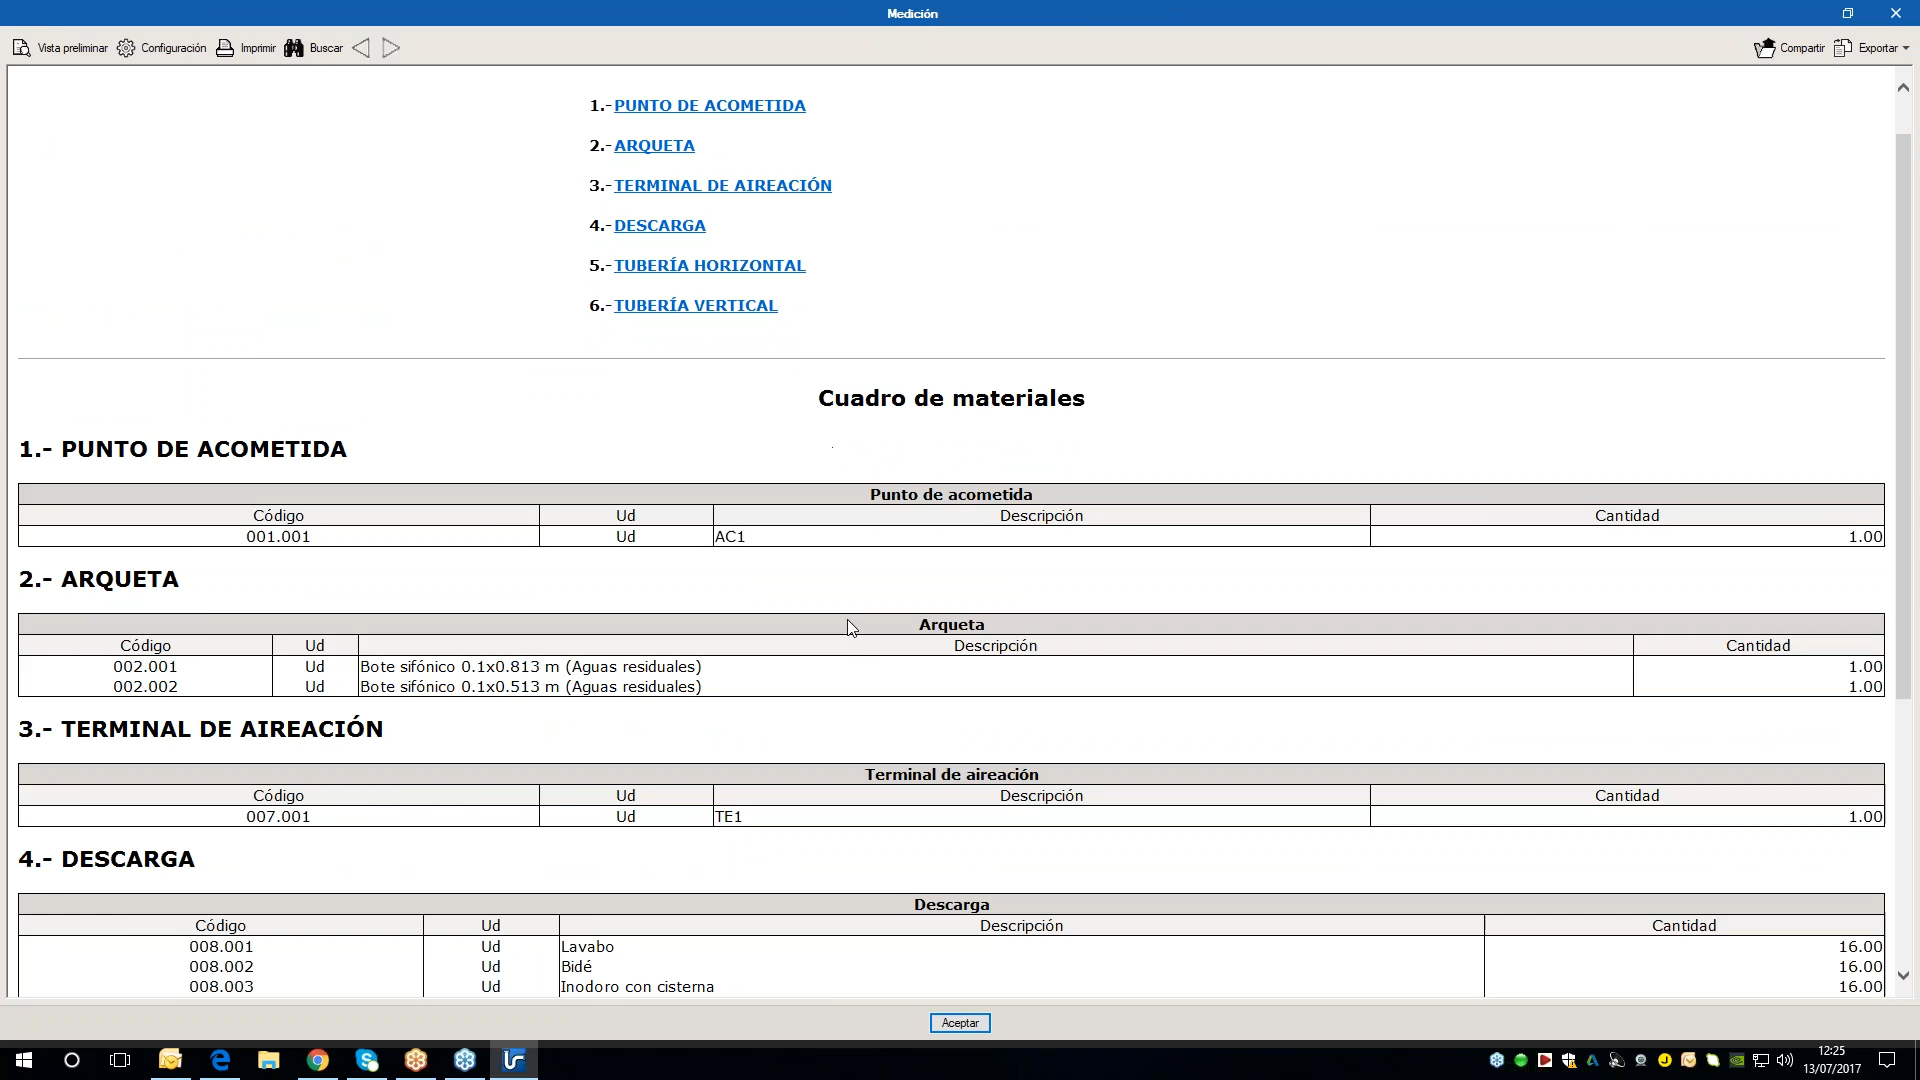 Medición
Vista preliminar Configuración Imprimir Buscar Compartir Exportar
1.-PUNTO DE ACOMETIDA
2.-ARQUETA
3.-TERMINAL DE AIREACIÓN
4.-DESCARGA
5.-TUBERÍA HORIZONTAL
6.-TUBERÍA VERTICAL
Cuadro de materiales
1.- PUNTO DE ACOMETIDA
Punto de acometida
Código Ud Descripción Cantidad
001.001 Ud AC1 1.00
2.- ARQUETA
Arqueta
Código Ud Descripción Cantidad
002.001 Ud Bote sifónico 0.1x0.813 m (Aguas residuales) 1.00
002.002 Ud Bote sifónico 0.1x0.513 m (Aguas residuales) 1.00
3.- TERMINAL DE AIREACIÓN
Terminal de aireación
Código Ud Descripción Cantidad
007.001 Ud TE1 1.00
4.- DESCARGA
Descarga
Código Ud Descripción Cantidad
008.001 Ud Lavabo 16.00
008.002 Ud Bidé 16.00
008.003 Ud Inodoro con cisterna 16.00
Aceptar
12:25
13/07/2017